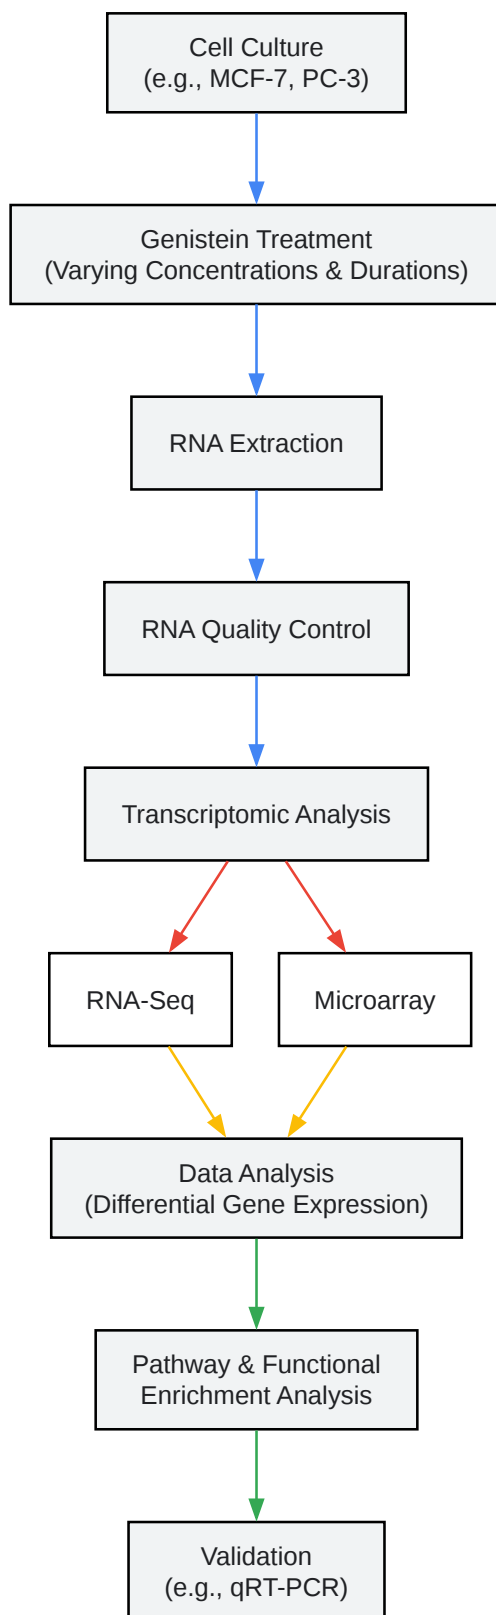 Cell Culture
(e.g., MCF-7, PC-3)
Genistein Treatment
(Varying Concentrations & Durations)
RNA Extraction
RNA Quality Control
Transcriptomic Analysis
RNA-Seq
Microarray
Data Analysis
(Differential Gene Expression)
Pathway & Functional
Enrichment Analysis
Validation
(e.g., qRT-PCR)